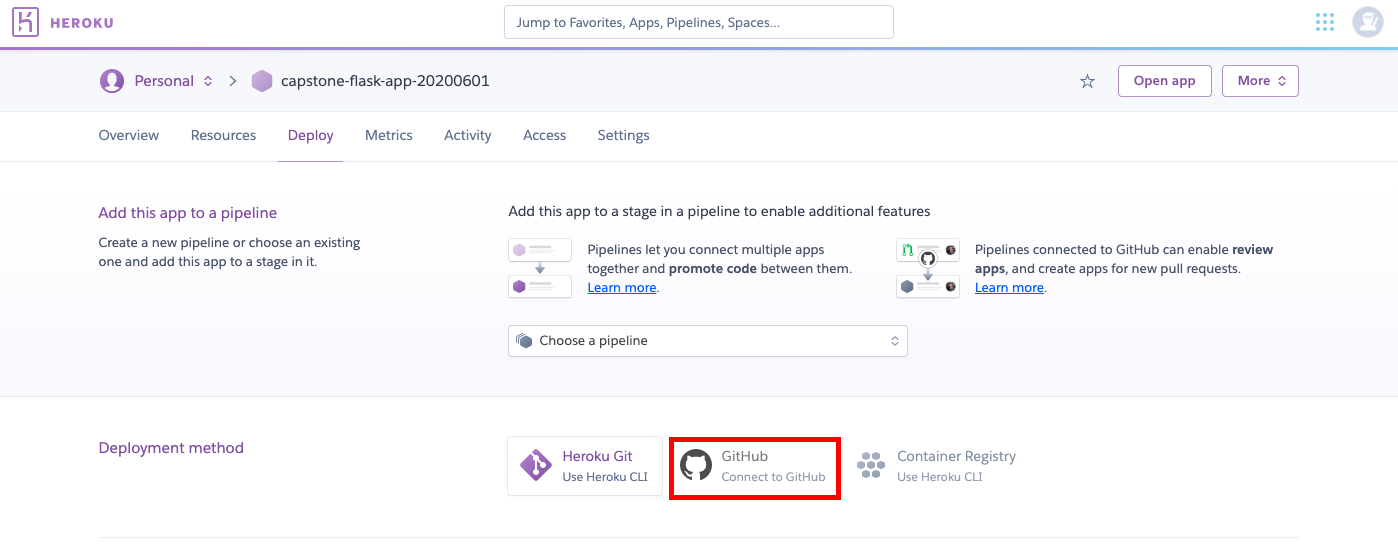 HEROKU
Jump to Favorites, Apps, Pipelines, Spaces...
Personal
capstone-flask-app-20200601
Open app
More
Overview
Resources
Deploy
Metrics
Activity
Access
Settings
Add this app to a pipeline
Create a new pipeline or choose an existing
one and add this app to a stage in it.
Add this app to a stage in a pipeline to enable additional features
Pipelines let you connect multiple apps
together and promote code between them.
Learn more.
Pipelines connected to GitHub can enable review
apps, and create apps for new pull requests.
Learn more.
Choose a pipeline
Deployment method
Heroku Git
Use Heroku CLI
GitHub
Connect to GitHub
Container Registry
Use Heroku CLI